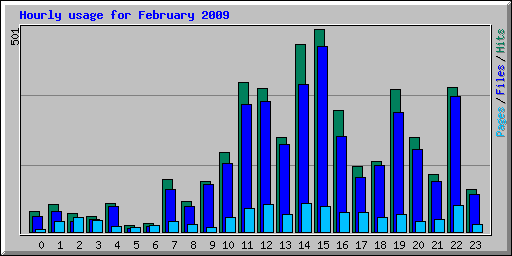 Hourly usage for February 2009
501
Pages / Files / Hits
0 1 2 3 4 5 6 7 8 9 10 11 12 13 14 15 16 17 18 19 20 21 22 23